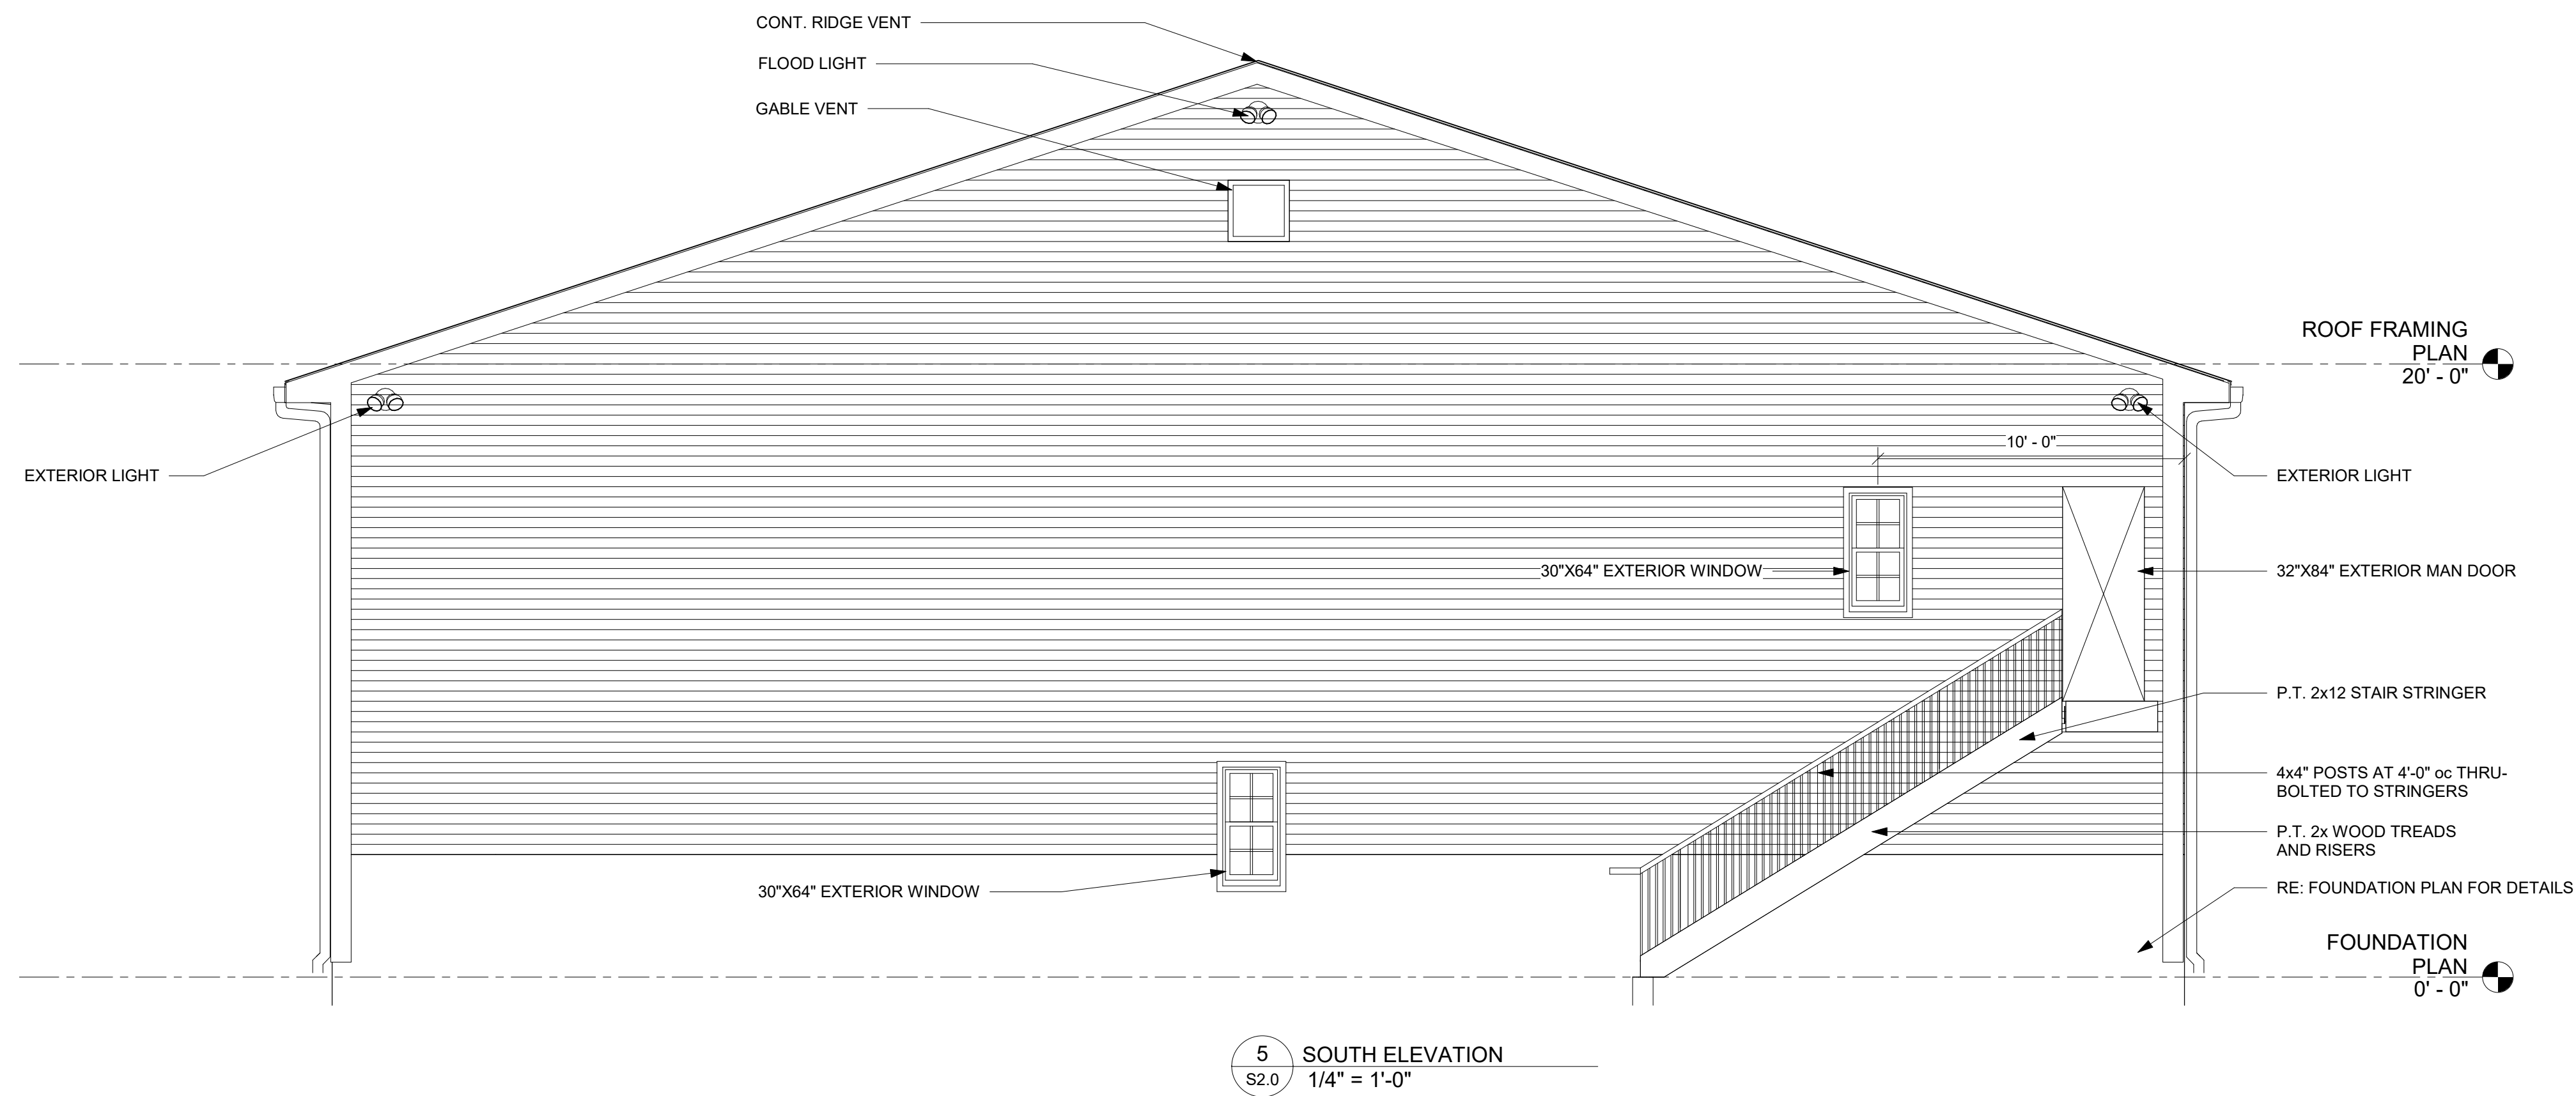 CONT. RIDGE VENT
FLOOD LIGHT
GABLE VENT
ROOF FRAMING
PLAN
20' - 0"
10' - 0"
EXTERIOR LIGHT
EXTERIOR LIGHT
30"X64" EXTERIOR WINDOW
32"X84" EXTERIOR MAN DOOR
P.T. 2x12 STAIR STRINGER
4x4" POSTS AT 4'-0" oc THRU-
BOLTED TO STRINGERS
P.T. 2x WOOD TREADS
AND RISERS
30"X64" EXTERIOR WINDOW
RE: FOUNDATION PLAN FOR DETAILS
FOUNDATION
PLAN
0' - 0"
5 SOUTH ELEVATION
S2.0 1/4" = 1'-0"